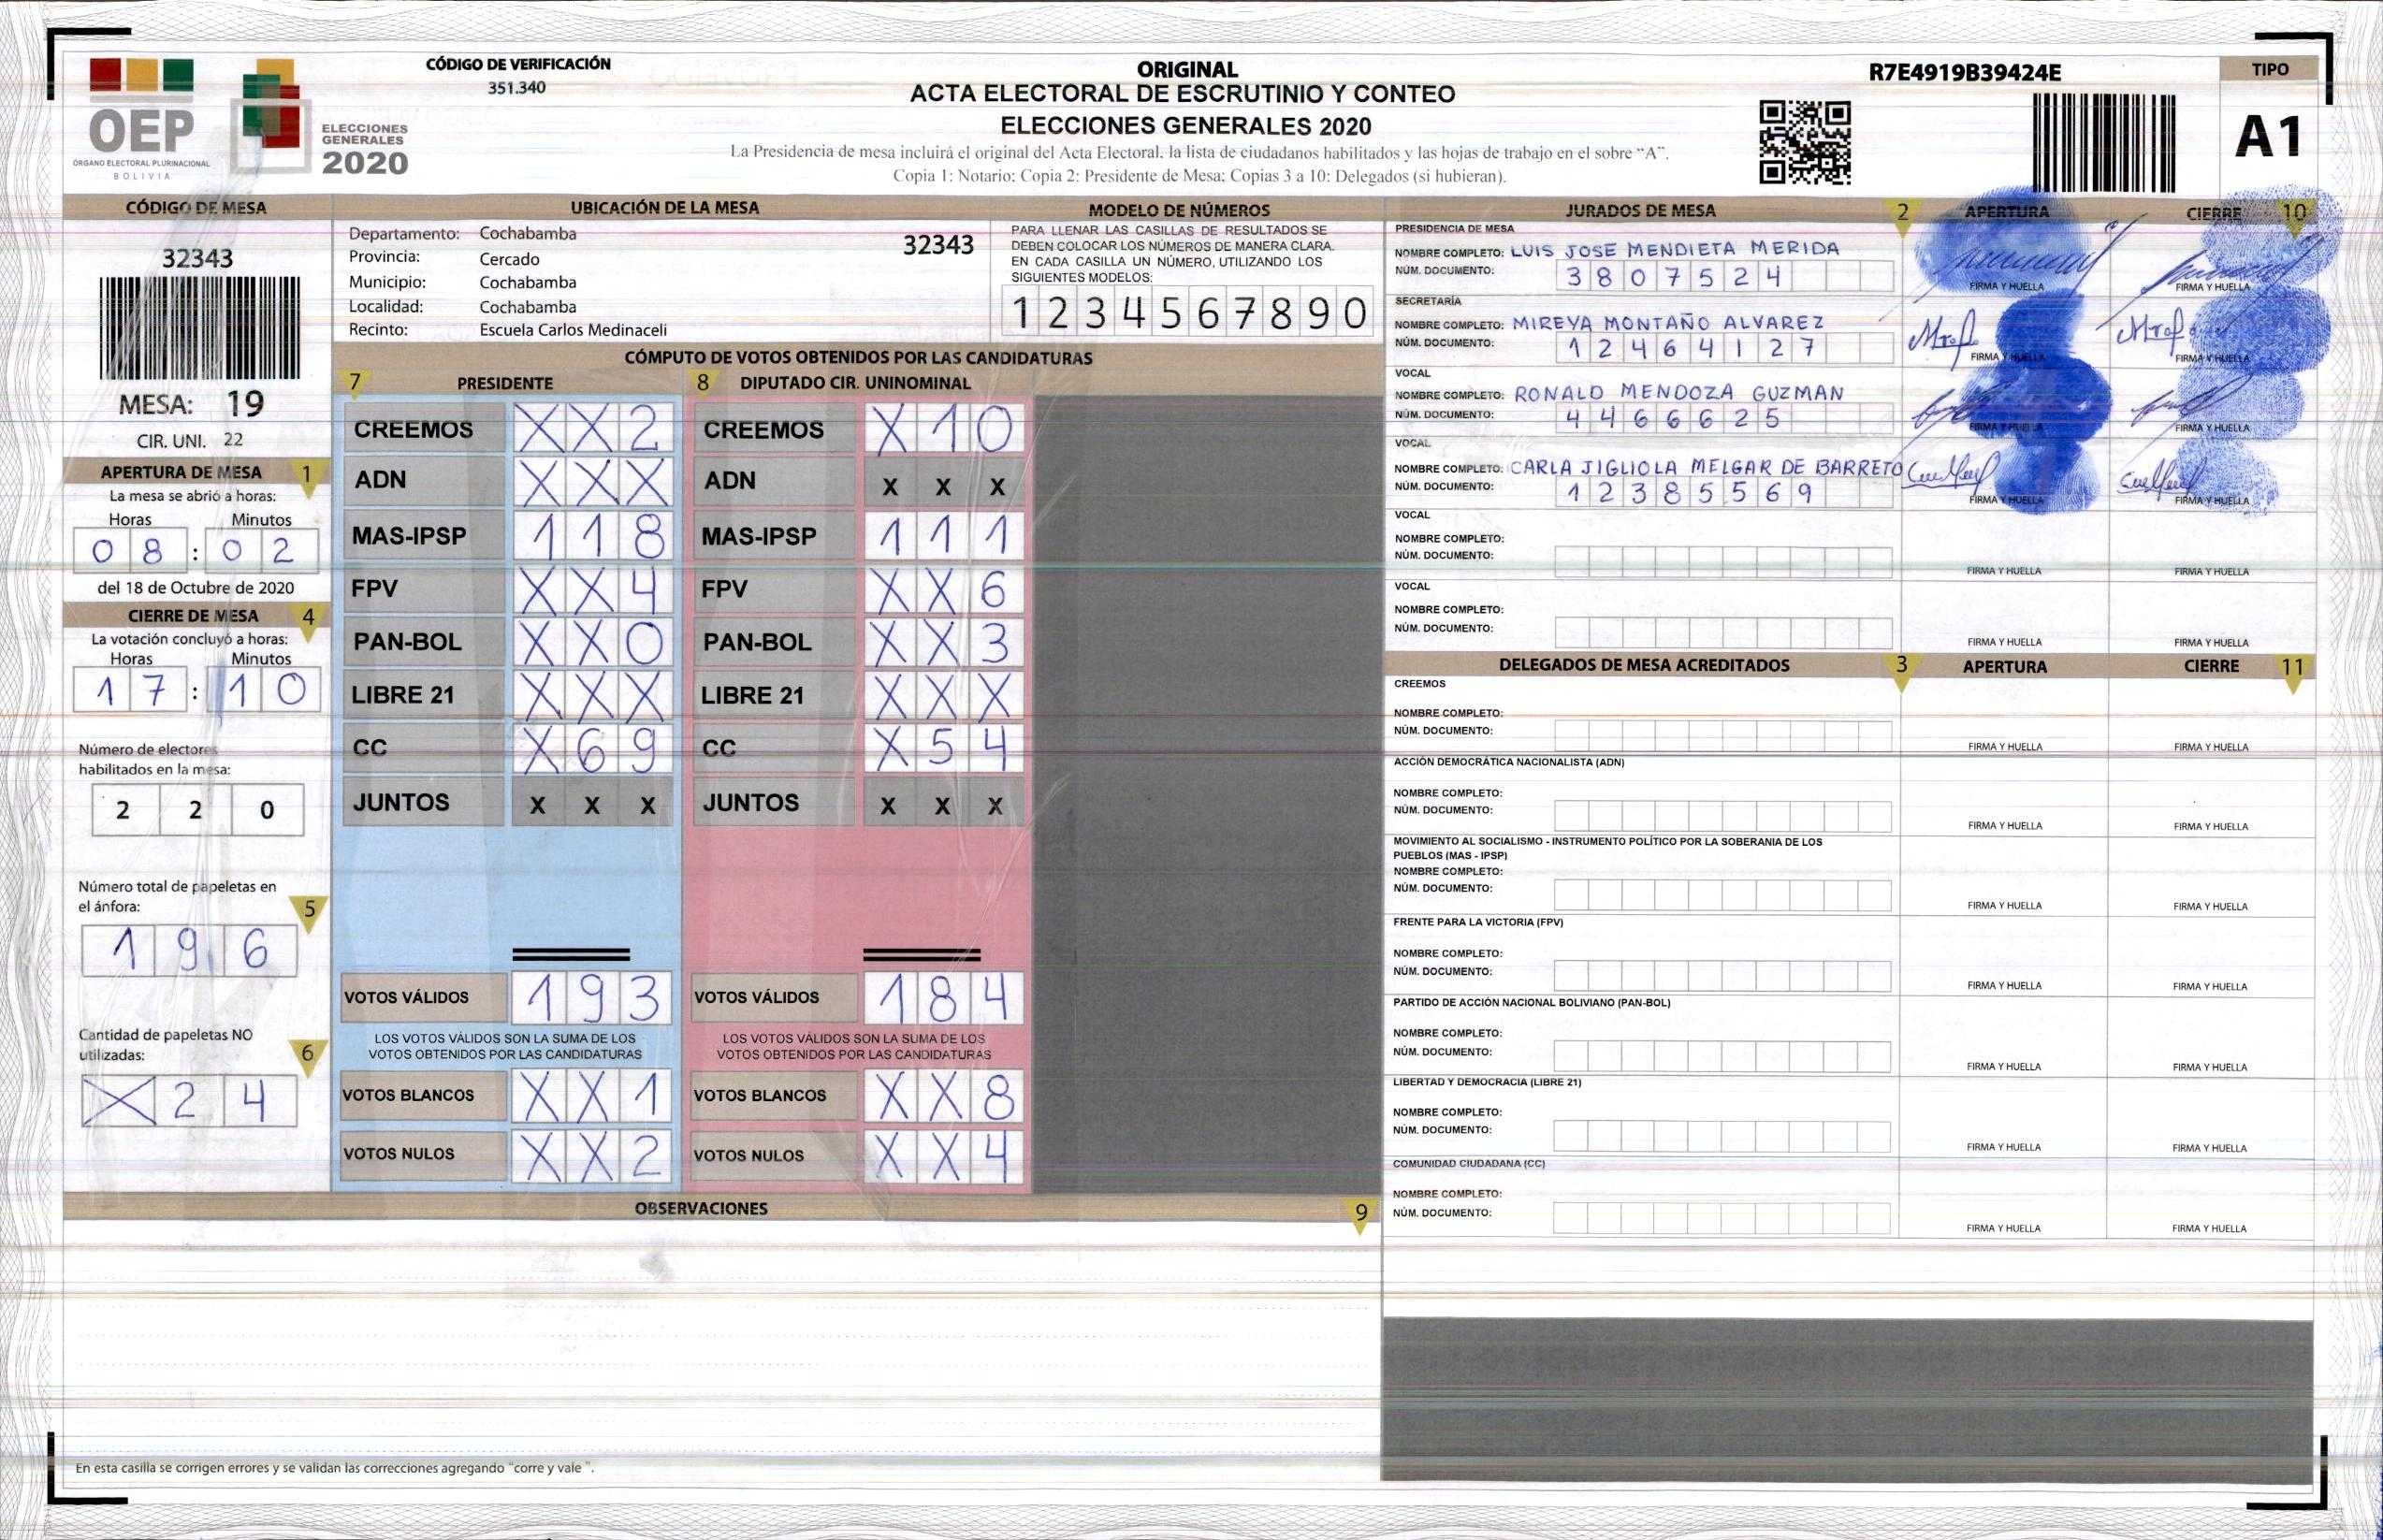 CÓDIGO DE VERIFICACIÓN
351.340
OEP
ÓRGANO ELECTORAL PLURINACIONAL
BOLIVIA
ELECCIONES
GENERALES
2020
ORIGINAL
ACTA ELECTORAL DE ESCRUTINIO Y CONTEO
ELECCIONES GENERALES 2020
La Presidencia de mesa incluirá el original del Acta Electoral, la lista de ciudadanos habilitados y las hojas de trabajo en el sobre “A”.
Copia 1: Notario; Copia 2: Presidente de Mesa; Copias 3 a 10: Delegados (si hubieran).
R7E4919B39424E
TIPO
A1
CÓDIGO DE MESA
32343
MESA: 19
CIR. UNI. 22
APERTURA DE MESA 1
La mesa se abrió a horas:
Horas Minutos
0 8 : 0 2
del 18 de Octubre de 2020
CIERRE DE MESA 4
La votación concluyó a horas:
Horas Minutos
1 7 : 1 0
Número de electores
habilitados en la mesa:
2 2 0
Número total de papeletas en
el ánfora: 5
1 9 6
Cantidad de papeletas NO
utilizadas: 6
X 2 4
UBICACIÓN DE LA MESA
Departamento: Cochabamba
Provincia: Cercado
Municipio: Cochabamba
Localidad: Cochabamba
Recinto: Escuela Carlos Medinaceli
32343
MODELO DE NÚMEROS
PARA LLENAR LAS CASILLAS DE RESULTADOS SE
DEBEN COLOCAR LOS NÚMEROS DE MANERA CLARA.
EN CADA CASILLA UN NÚMERO, UTILIZANDO LOS
SIGUIENTES MODELOS:
1 2 3 4 5 6 7 8 9 0
CÓMPUTO DE VOTOS OBTENIDOS POR LAS CANDIDATURAS
7 PRESIDENTE 8 DIPUTADO CIR. UNINOMINAL
CREEMOS X X 2 CREEMOS X 1 0
ADN X X X ADN X X X
MAS-IPSP 1 1 8 MAS-IPSP 1 1 1
FPV X X 4 FPV X X 6
PAN-BOL X X 0 PAN-BOL X X 3
LIBRE 21 X X X LIBRE 21 X X X
CC X 6 9 CC X 5 4
JUNTOS X X X JUNTOS X X X
VOTOS VÁLIDOS 1 9 3 VOTOS VÁLIDOS 1 8 4
LOS VOTOS VÁLIDOS SON LA SUMA DE LOS LOS VOTOS VÁLIDOS SON LA SUMA DE LOS
VOTOS OBTENIDOS POR LAS CANDIDATURAS VOTOS OBTENIDOS POR LAS CANDIDATURAS
VOTOS BLANCOS X X 1 VOTOS BLANCOS X X 8
VOTOS NULOS X X 2 VOTOS NULOS X X 4
OBSERVACIONES 9
En esta casilla se corrigen errores y se validan las correcciones agregando “corre y vale ”.
JURADOS DE MESA 2 APERTURA CIERRE 10
PRESIDENCIA DE MESA
NOMBRE COMPLETO: LUIS JOSE MENDIETA MERIDA
NÚM. DOCUMENTO: 3 8 0 7 5 2 4
FIRMA Y HUELLA FIRMA Y HUELLA
SECRETARÍA
NOMBRE COMPLETO: MIREYA MONTAÑO ALVAREZ
NÚM. DOCUMENTO: 1 2 4 6 4 1 2 7
FIRMA Y HUELLA FIRMA Y HUELLA
VOCAL
NOMBRE COMPLETO: RONALD MENDOZA GUZMAN
NÚM. DOCUMENTO: 4 4 6 6 6 2 5
FIRMA Y HUELLA FIRMA Y HUELLA
VOCAL
NOMBRE COMPLETO: CARLA JIGLIOLA MELGAR DE BARRETO
NÚM. DOCUMENTO: 1 2 3 8 5 5 6 9
FIRMA Y HUELLA FIRMA Y HUELLA
VOCAL
NOMBRE COMPLETO:
NÚM. DOCUMENTO:
FIRMA Y HUELLA FIRMA Y HUELLA
VOCAL
NOMBRE COMPLETO:
NÚM. DOCUMENTO:
FIRMA Y HUELLA FIRMA Y HUELLA
DELEGADOS DE MESA ACREDITADOS 3 APERTURA CIERRE 11
CREEMOS
NOMBRE COMPLETO:
NÚM. DOCUMENTO:
FIRMA Y HUELLA FIRMA Y HUELLA
ACCIÓN DEMOCRÁTICA NACIONALISTA (ADN)
NOMBRE COMPLETO:
NÚM. DOCUMENTO:
FIRMA Y HUELLA FIRMA Y HUELLA
MOVIMIENTO AL SOCIALISMO - INSTRUMENTO POLÍTICO POR LA SOBERANIA DE LOS
PUEBLOS (MAS - IPSP)
NOMBRE COMPLETO:
NÚM. DOCUMENTO:
FIRMA Y HUELLA FIRMA Y HUELLA
FRENTE PARA LA VICTORIA (FPV)
NOMBRE COMPLETO:
NÚM. DOCUMENTO:
FIRMA Y HUELLA FIRMA Y HUELLA
PARTIDO DE ACCIÓN NACIONAL BOLIVIANO (PAN-BOL)
NOMBRE COMPLETO:
NÚM. DOCUMENTO:
FIRMA Y HUELLA FIRMA Y HUELLA
LIBERTAD Y DEMOCRACIA (LIBRE 21)
NOMBRE COMPLETO:
NÚM. DOCUMENTO:
FIRMA Y HUELLA FIRMA Y HUELLA
COMUNIDAD CIUDADANA (CC)
NOMBRE COMPLETO:
NÚM. DOCUMENTO:
FIRMA Y HUELLA FIRMA Y HUELLA